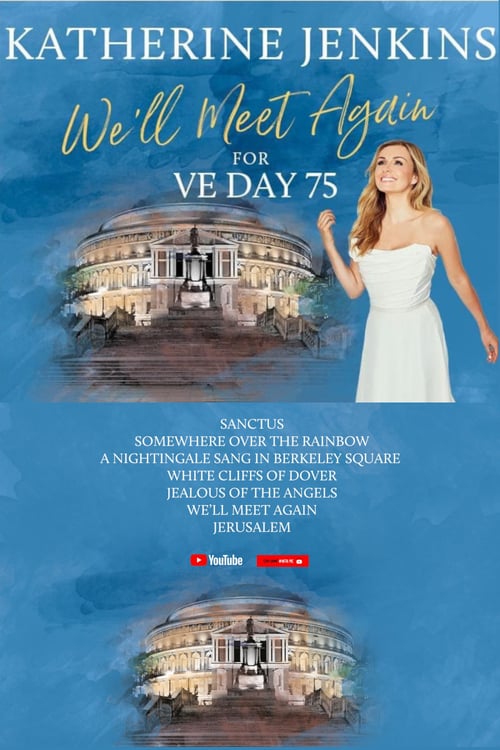 KATHERINE JENKINS
We'll Meet Again
FOR
VE DAY 75
SANCTUS
SOMEWHERE OVER THE RAINBOW
A NIGHTINGALE SANG IN BERKELEY SQUARE
WHITE CLIFFS OF DOVER
JEALOUS OF THE ANGELS
WE'LL MEET AGAIN
JERUSALEM
YouTube